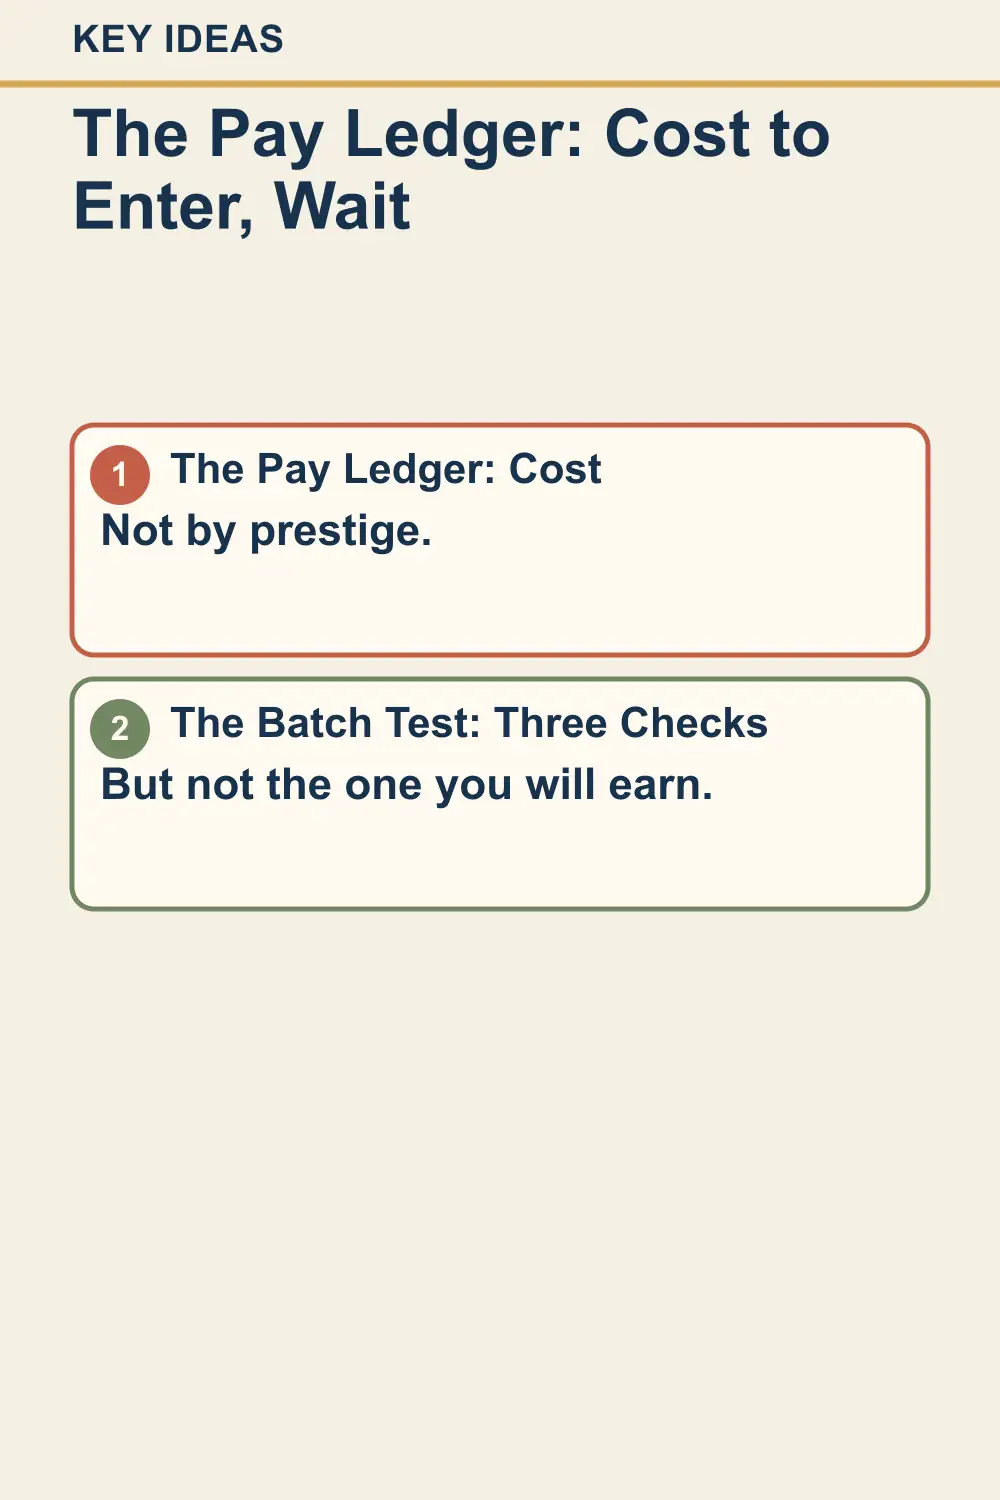 KEY IDEAS
The Pay Ledger: Cost to
Enter, Wait
1 The Pay Ledger: Cost
Not by prestige.
2 The Batch Test: Three Checks
But not the one you will earn.